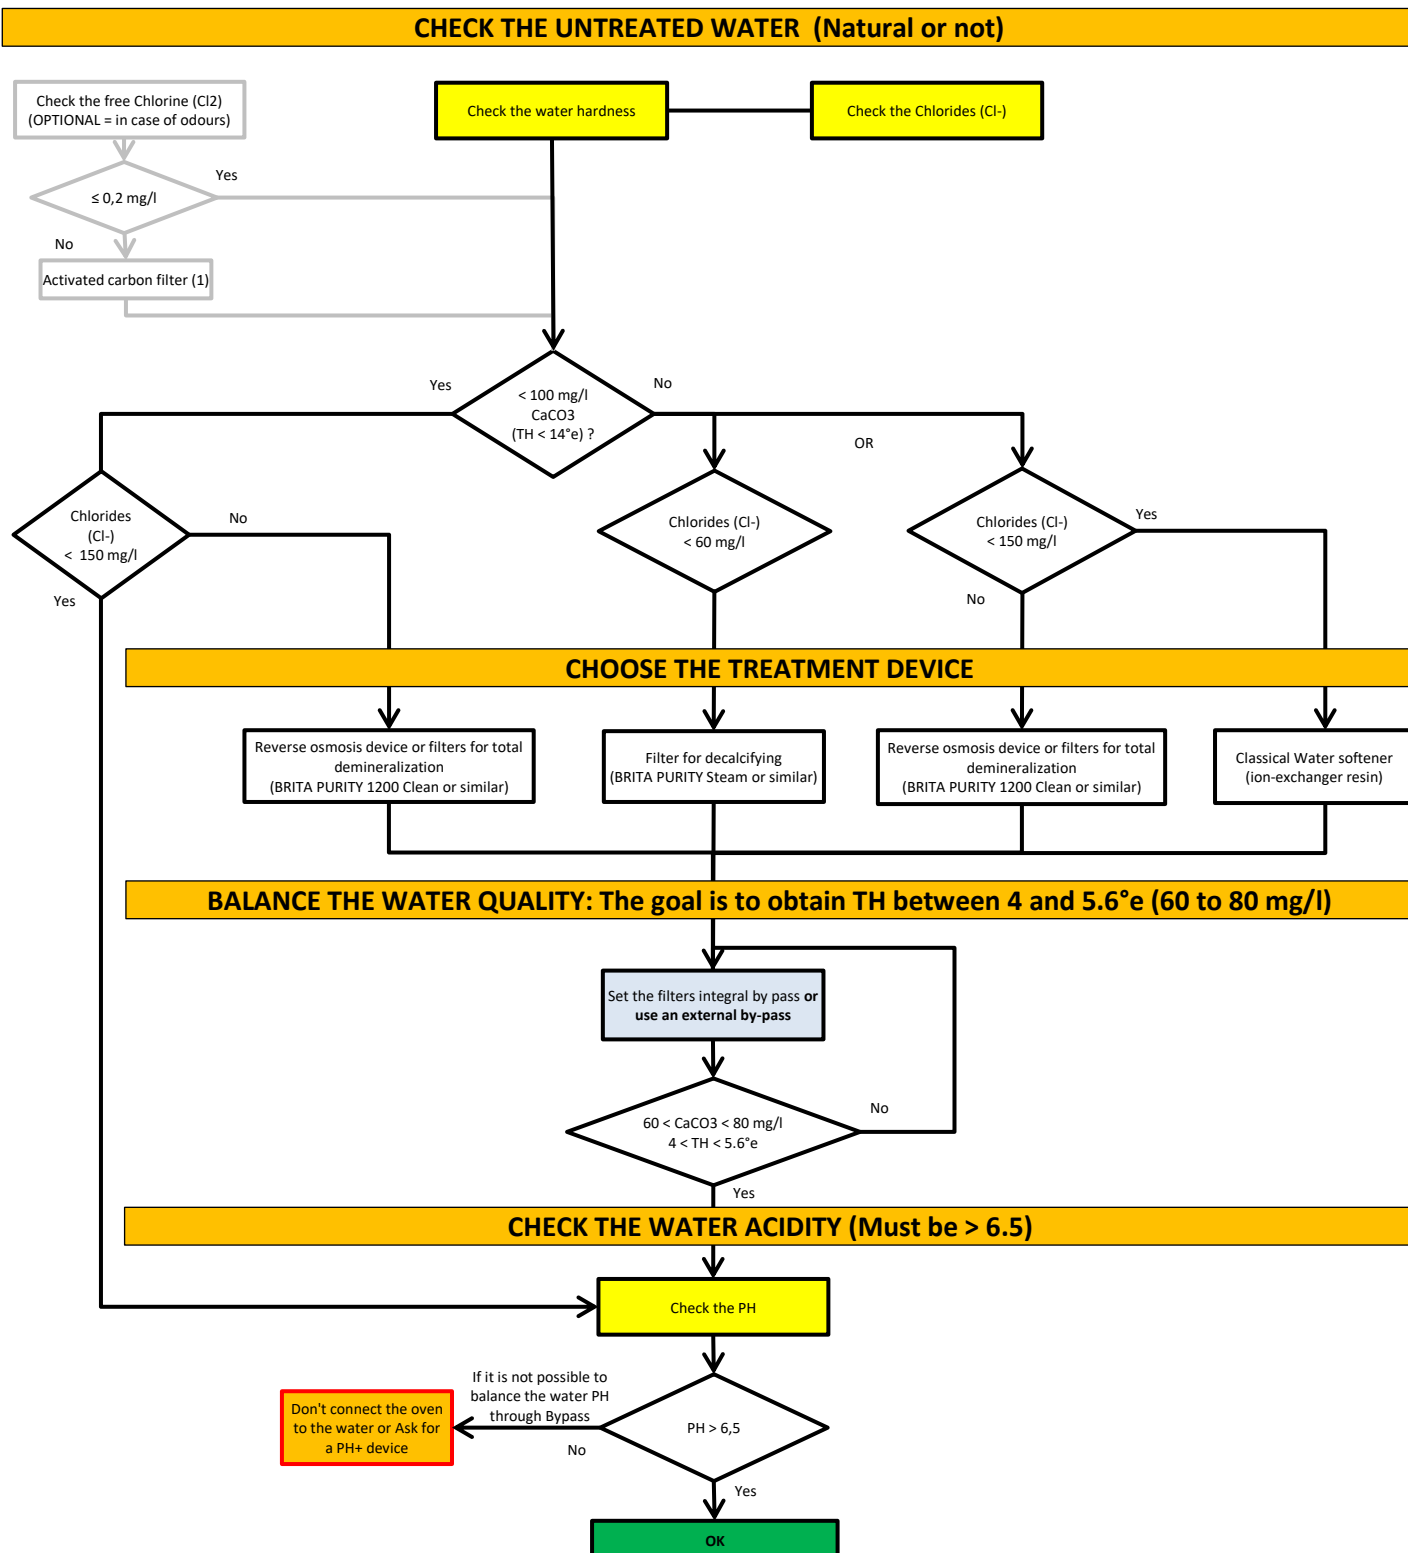 CHECK THE UNTREATED WATER (Natural or not)
Check the free Chlorine (Cl2)
(OPTIONAL = in case of odours)
Check the water hardness
Check the Chlorides (Cl-)
≤ 0,2 mg/l
Yes
No
Activated carbon filter (1)
Yes
< 100 mg/l
CaCO3
(TH < 14°e) ?
No
OR
Chlorides
(Cl-)
< 150 mg/l
No
Yes
Chlorides (Cl-)
< 60 mg/l
Chlorides (Cl-)
< 150 mg/l
Yes
No
CHOOSE THE TREATMENT DEVICE
Reverse osmosis device or filters for total
demineralization
(BRITA PURITY 1200 Clean or similar)
Filter for decalcifying
(BRITA PURITY Steam or similar)
Reverse osmosis device or filters for total
demineralization
(BRITA PURITY 1200 Clean or similar)
Classical Water softener
(ion-exchanger resin)
BALANCE THE WATER QUALITY: The goal is to obtain TH between 4 and 5.6°e (60 to 80 mg/l)
Set the filters integral by pass or
use an external by-pass
60 < CaCO3 < 80 mg/l
4 < TH < 5.6°e
No
Yes
CHECK THE WATER ACIDITY (Must be > 6.5)
Check the PH
If it is not possible to
balance the water PH
through Bypass
Don't connect the oven
to the water or Ask for
a PH+ device
No
PH > 6,5
Yes
OK